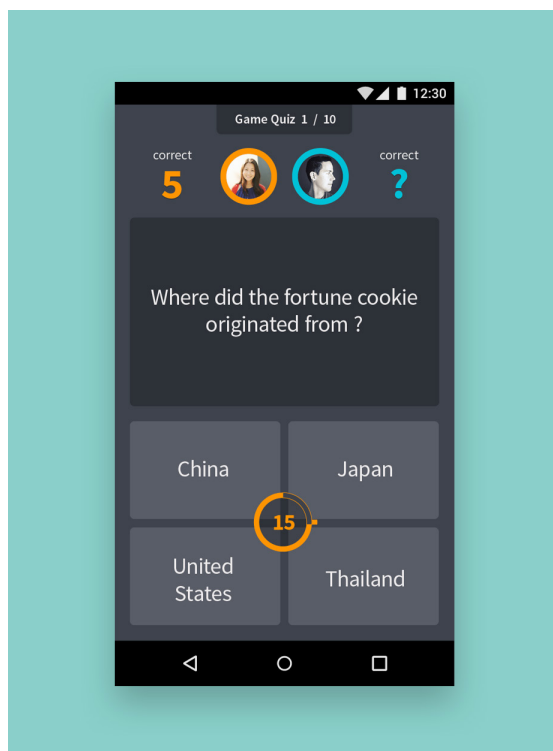 12:30
Game Quiz 1 / 10
correct
5
correct
?
Where did the fortune cookie
originated from ?
China
Japan
15
United
States
Thailand